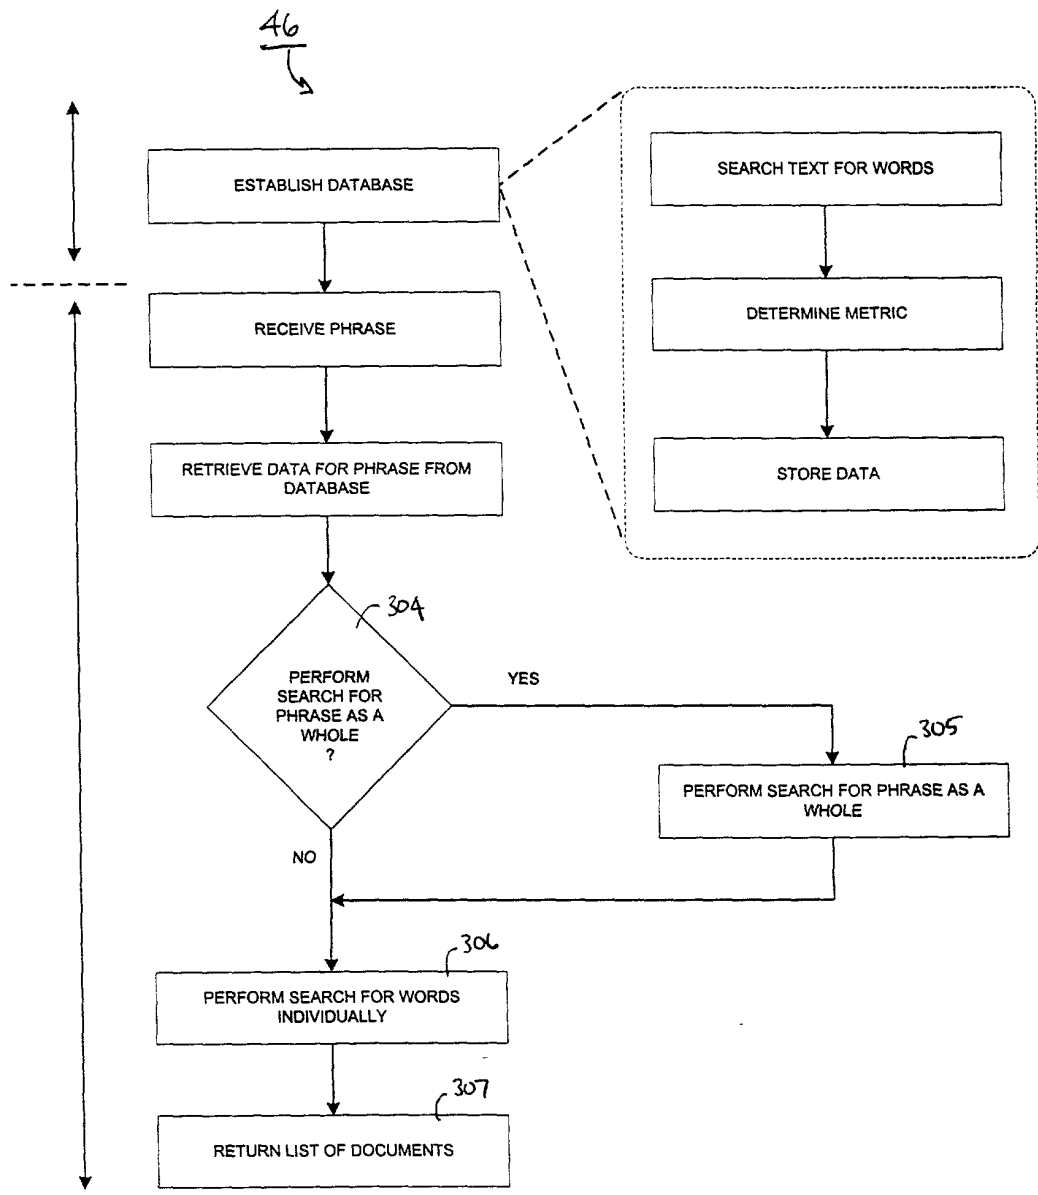 46
ESTABLISH DATABASE
SEARCH TEXT FOR WORDS
DETERMINE METRIC
STORE DATA
RECEIVE PHRASE
RETRIEVE DATA FOR PHRASE FROM
DATABASE
304
PERFORM
SEARCH FOR
PHRASE AS A
WHOLE
?
YES
305
PERFORM SEARCH FOR PHRASE AS A
WHOLE
NO
306
PERFORM SEARCH FOR WORDS
INDIVIDUALLY
307
RETURN LIST OF DOCUMENTS